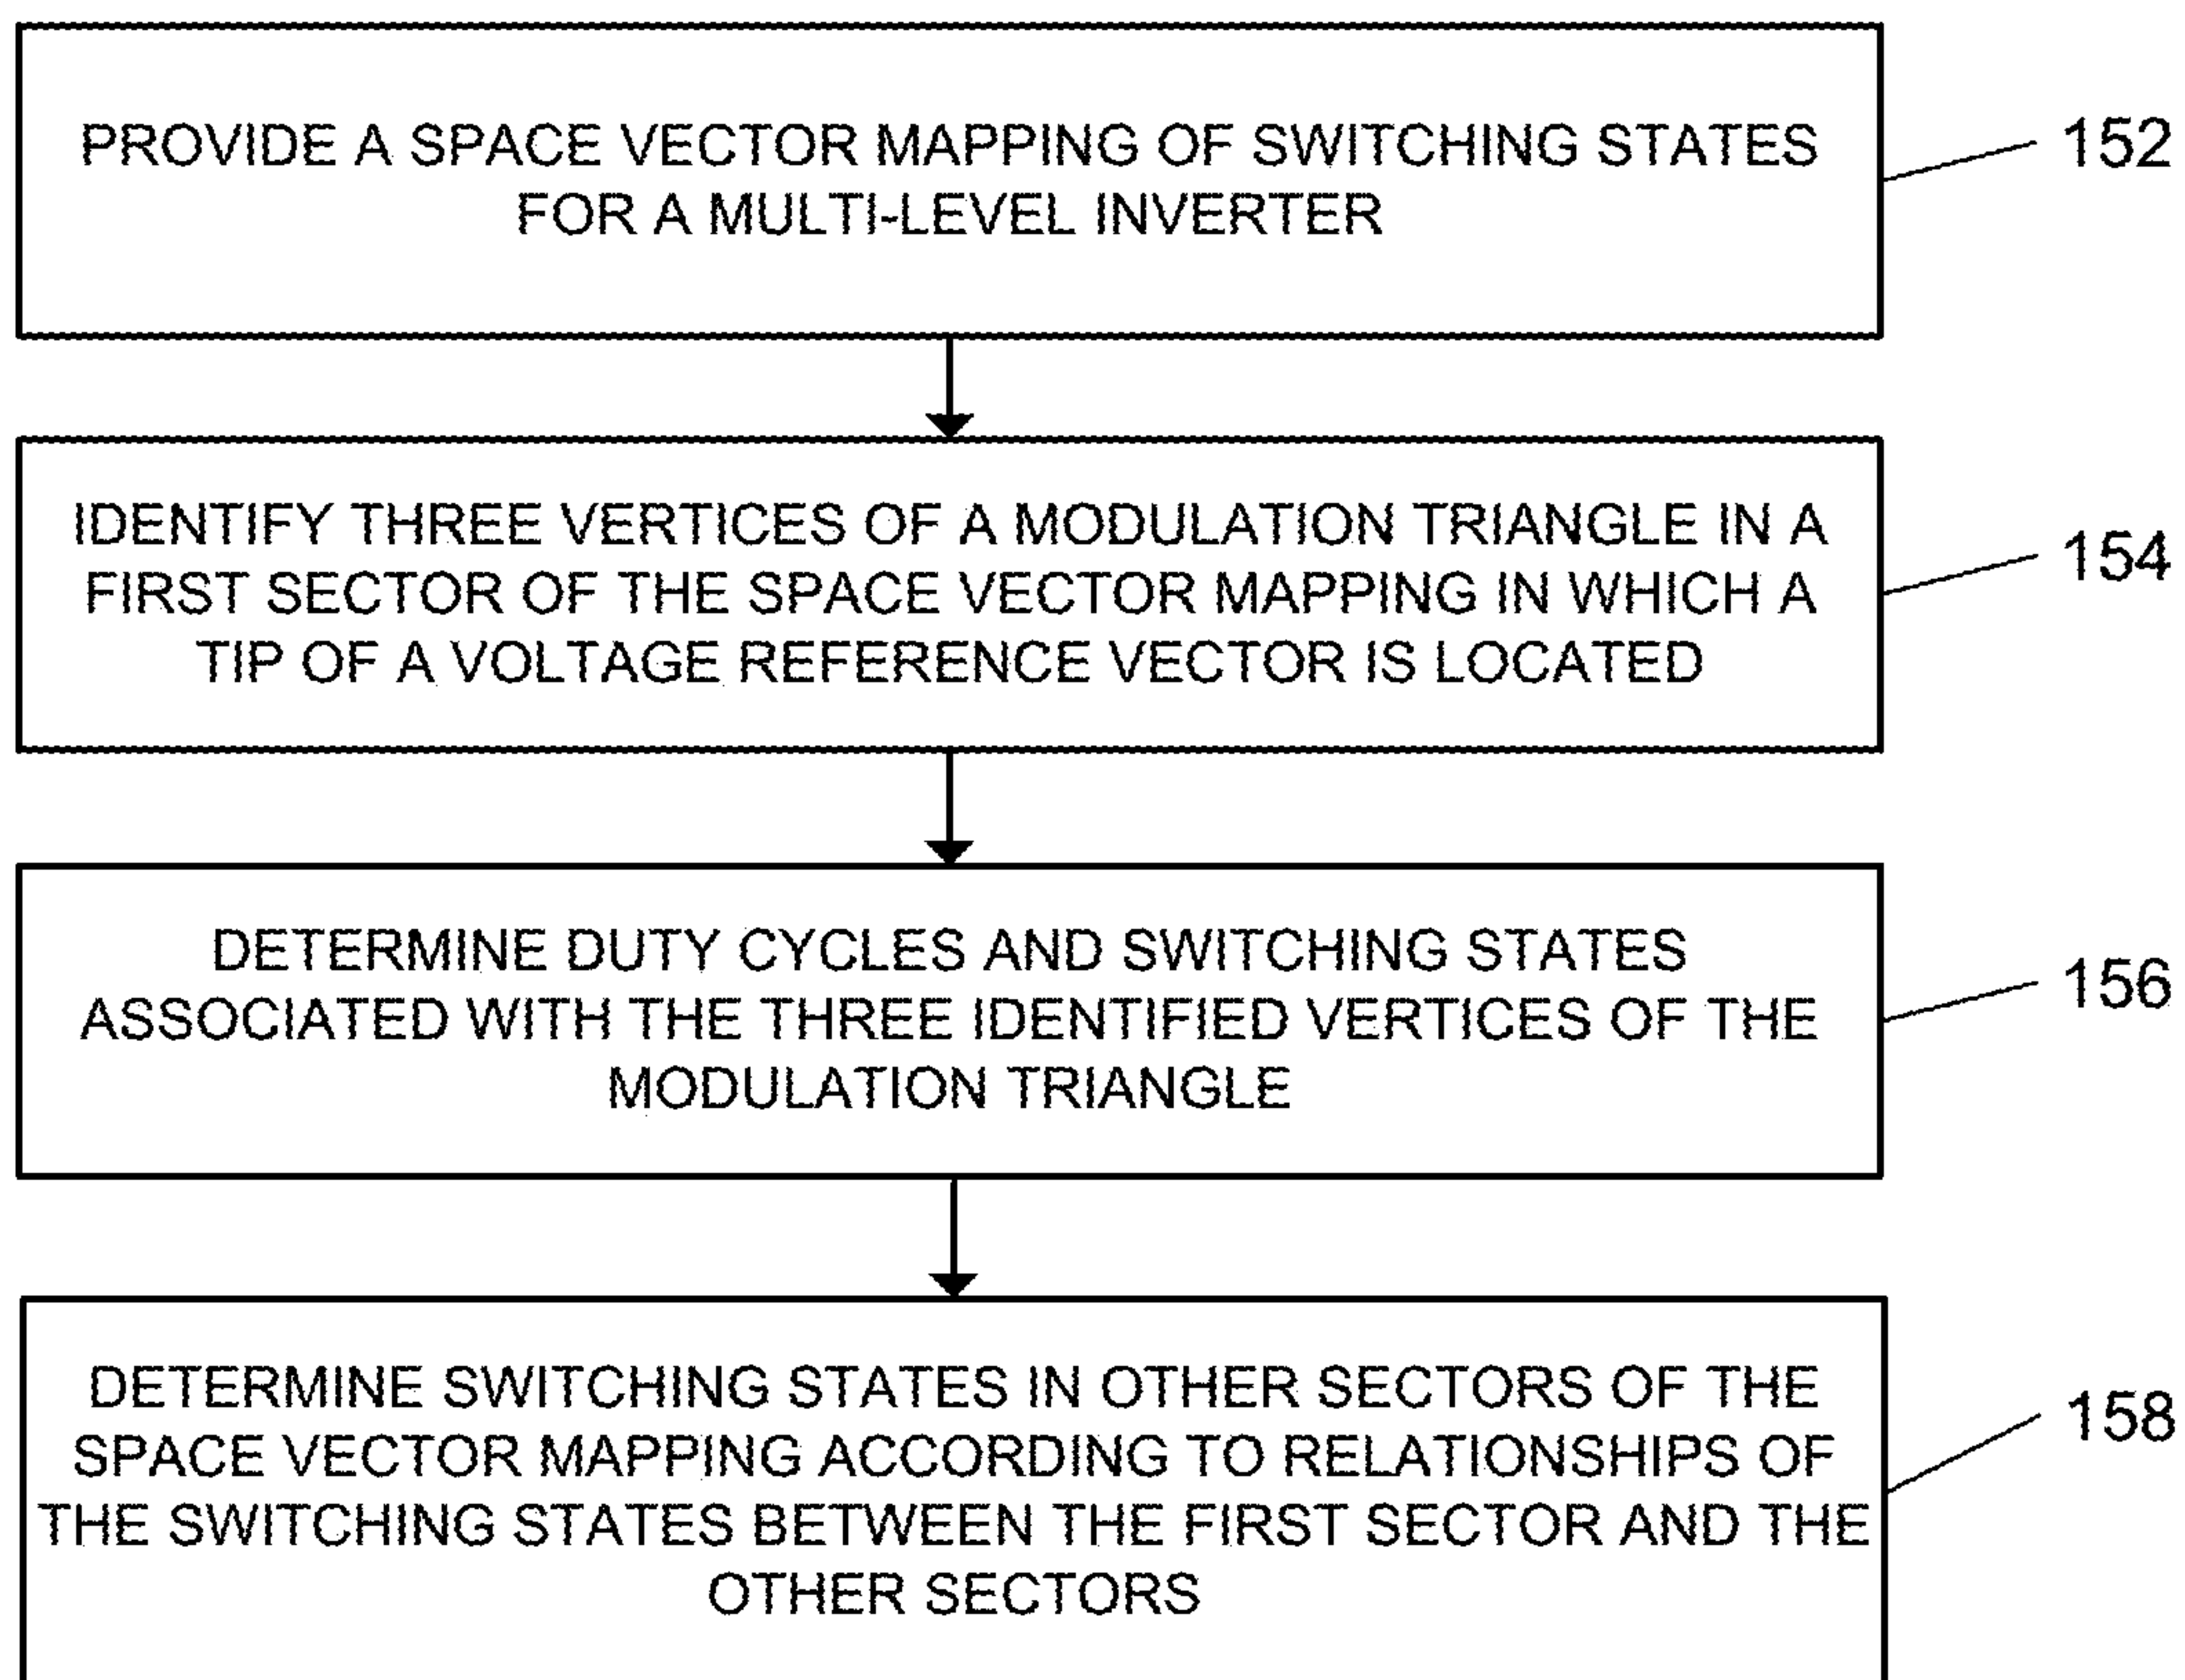 PROVIDE A SPACE VECTOR MAPPING OF SWITCHING STATES
FOR A MULTI-LEVEL INVERTER
152
IDENTIFY THREE VERTICES OF A MODULATION TRIANGLE IN A
FIRST SECTOR OF THE SPACE VECTOR MAPPING IN WHICH A
TIP OF A VOLTAGE REFERENCE VECTOR IS LOCATED
154
DETERMINE DUTY CYCLES AND SWITCHING STATES
ASSOCIATED WITH THE THREE IDENTIFIED VERTICES OF THE
MODULATION TRIANGLE
156
DETERMINE SWITCHING STATES IN OTHER SECTORS OF THE
SPACE VECTOR MAPPING ACCORDING TO RELATIONSHIPS OF
THE SWITCHING STATES BETWEEN THE FIRST SECTOR AND THE
OTHER SECTORS
158